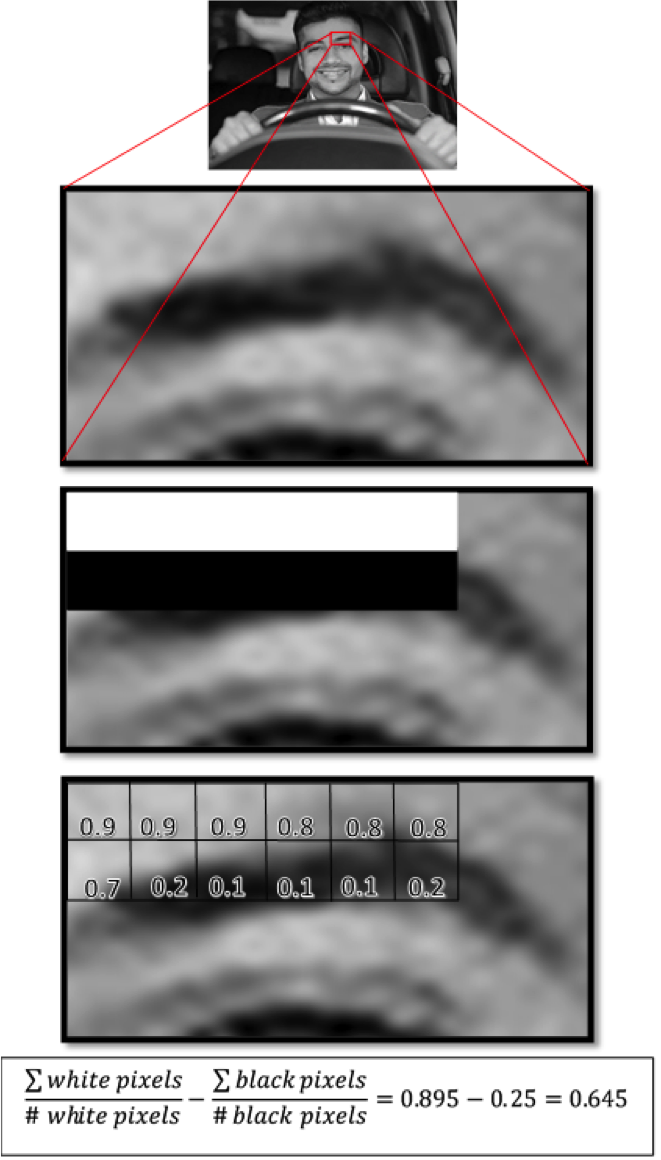 0.9 0.9 0.9 0.8 0.8 0.8
0.7 0.2 0.1 0.1 0.1 0.2
∑ white pixels / # white pixels − ∑ black pixels / # black pixels = 0.895 − 0.25 = 0.645